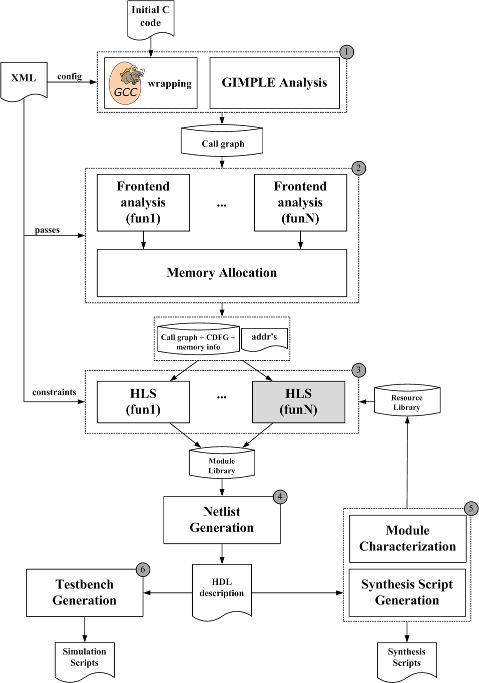 Initial C
code
1
XML
config
GCC
wrapping
GIMPLE Analysis
Call graph
2
Frontend
analysis
(fun1)
...
Frontend
analysis
(funN)
passes
Memory Allocation
Call graph + CDFG +
memory info
addr's
3
constraints
HLS
(fun1)
...
HLS
(funN)
Resource
Library
Module
Library
4
Netlist
Generation
5
Module
Characterization
6
Testbench
Generation
HDL
description
Synthesis Script
Generation
Simulation
Scripts
Synthesis
Scripts